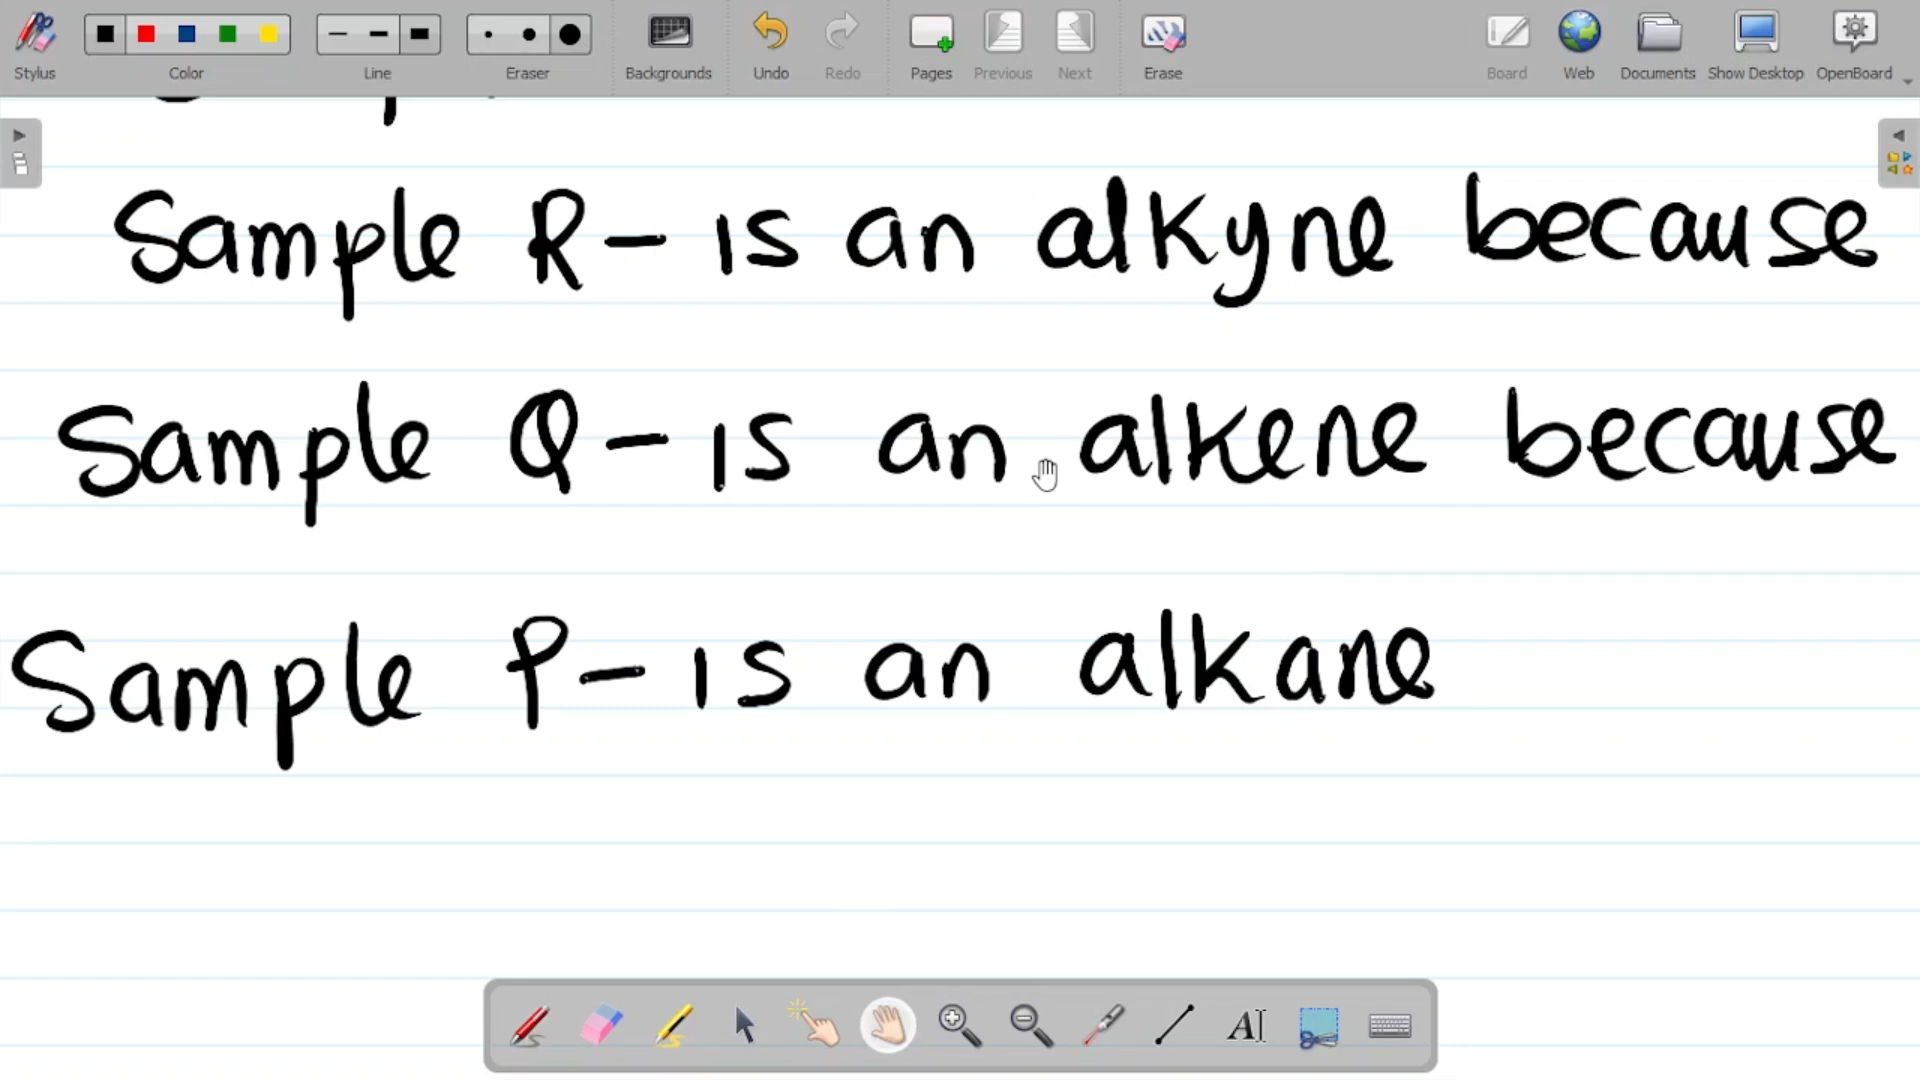 Stylus Color Line Eraser Backgrounds Undo Redo Pages Previous Next Erase Board Web Documents Show Desktop OpenBoard
Sample R- is an alkyne because
Sample Q- is an alkene because
Sample P- is an alkane